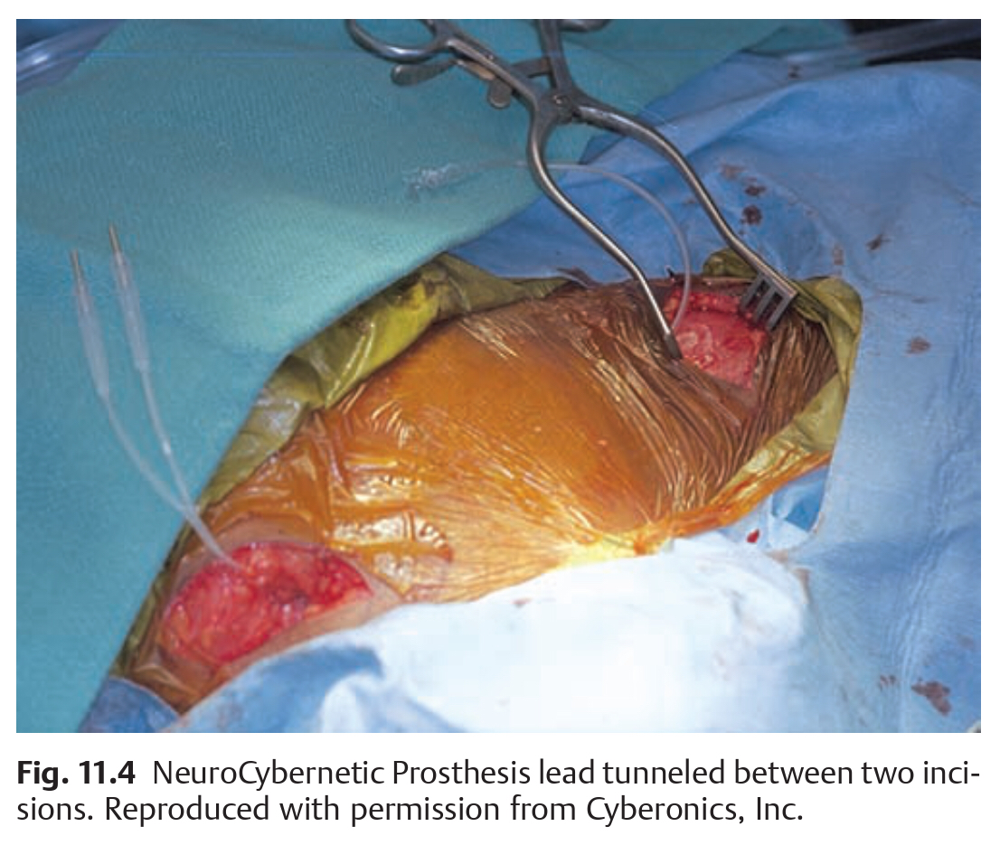 Fig. 11.4 NeuroCybernetic Prosthesis lead tunneled between two inci-
sions. Reproduced with permission from Cyberonics, Inc.